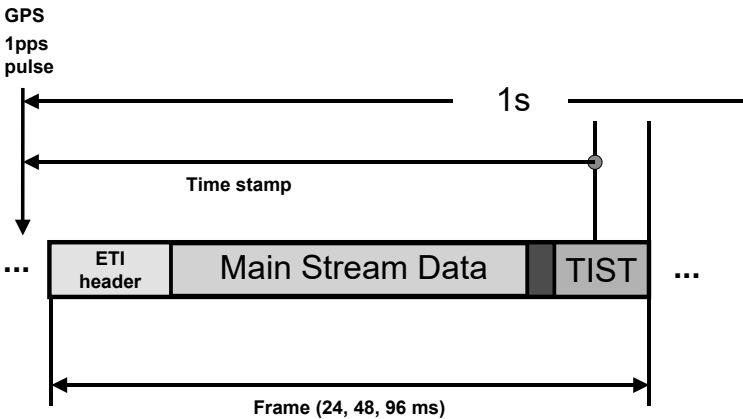 GPS
1pps
pulse
1s
Time stamp
...
ETI
header
Main Stream Data
TIST
...
Frame (24, 48, 96 ms)